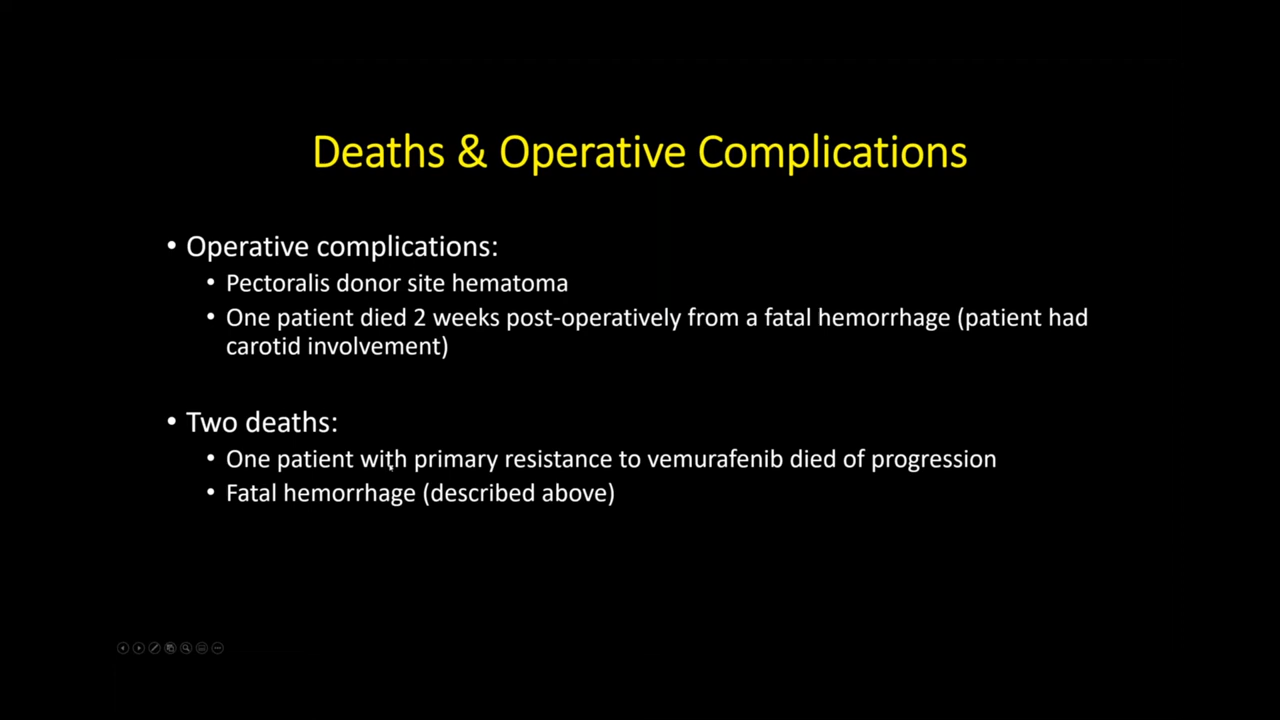 Deaths & Operative Complications
• Operative complications:
• Pectoralis donor site hematoma
• One patient died 2 weeks post-operatively from a fatal hemorrhage (patient had
carotid involvement)
• Two deaths:
• One patient with primary resistance to vemurafenib died of progression
• Fatal hemorrhage (described above)